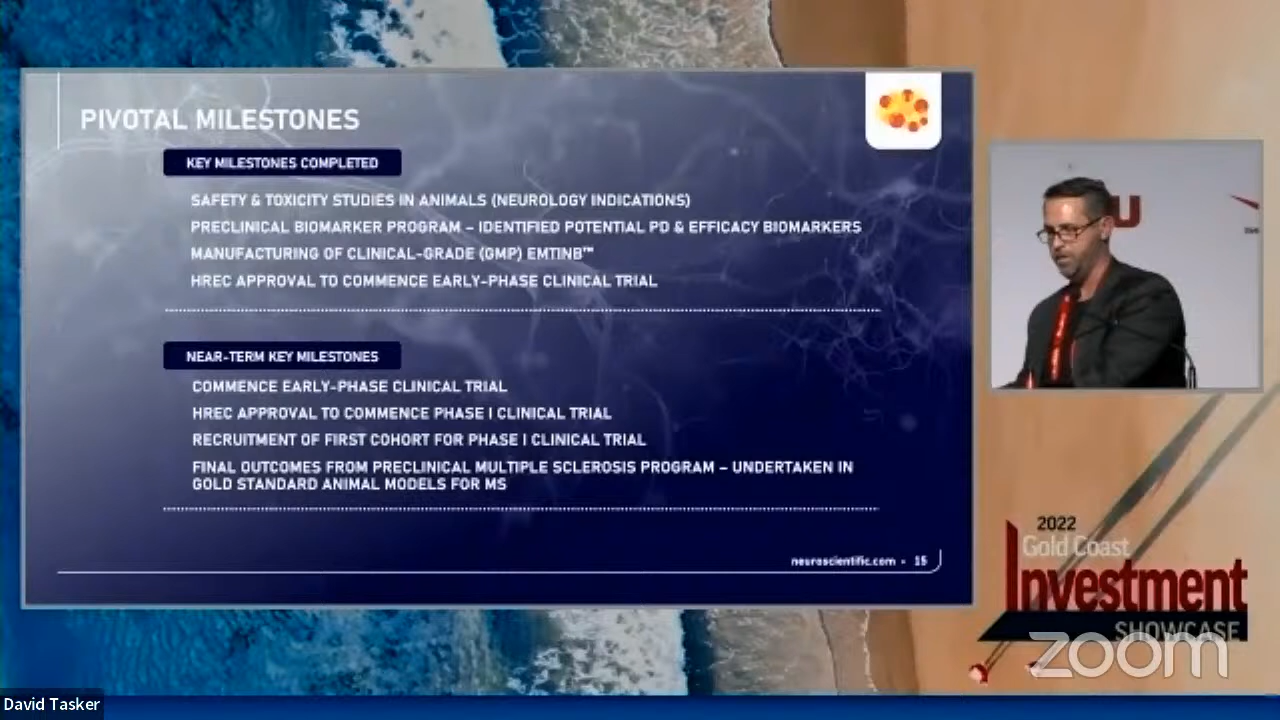 PIVOTAL MILESTONES
KEY MILESTONES COMPLETED
SAFETY & TOXICITY STUDIES IN ANIMALS (NEUROLOGY INDICATIONS)
PRECLINICAL BIOMARKER PROGRAM – IDENTIFIED POTENTIAL PD & EFFICACY BIOMARKERS
MANUFACTURING OF CLINICAL-GRADE (GMP) EMTINB™
HREC APPROVAL TO COMMENCE EARLY-PHASE CLINICAL TRIAL
NEAR-TERM KEY MILESTONES
COMMENCE EARLY-PHASE CLINICAL TRIAL
HREC APPROVAL TO COMMENCE PHASE I CLINICAL TRIAL
RECRUITMENT OF FIRST COHORT FOR PHASE I CLINICAL TRIAL
FINAL OUTCOMES FROM PRECLINICAL MULTIPLE SCLEROSIS PROGRAM – UNDERTAKEN IN
GOLD STANDARD ANIMAL MODELS FOR MS
neuroscientific.com - 15
2022
Gold Coast
Investment
SHOWCASE
zoom
David Tasker